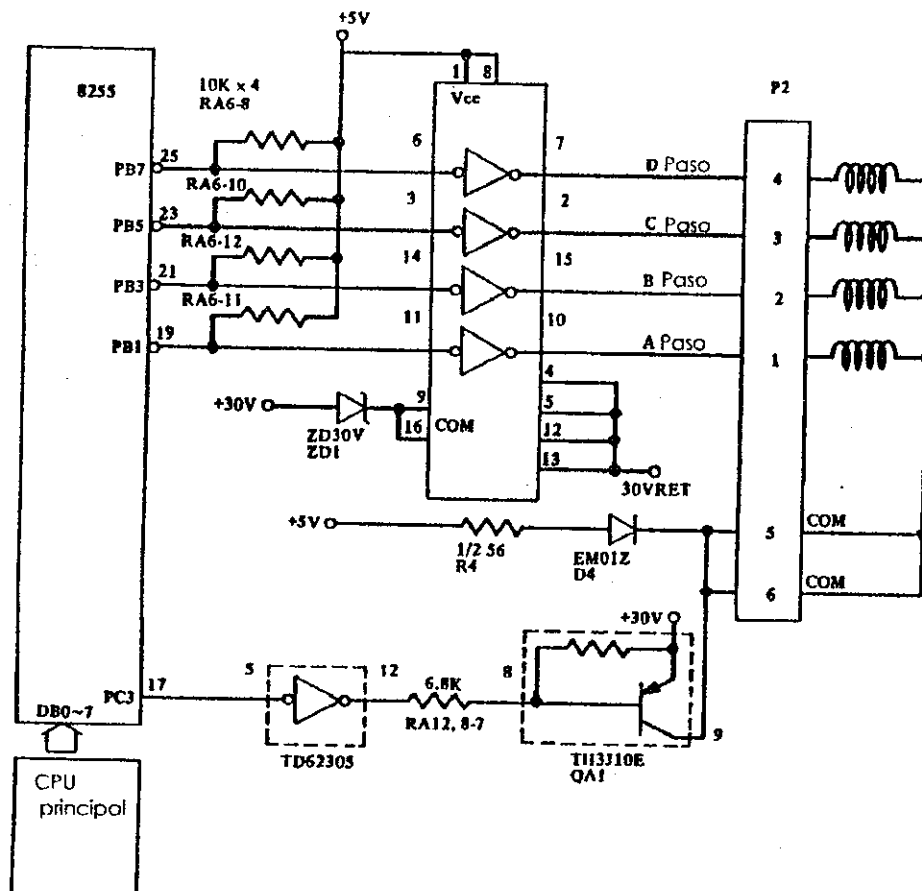 +5V
8255
10K x 4
RA6-8
1 8
Vcc
P2
25
PB7
6
7
D Paso
4
RA6-10
3
2
23
PB5
C Paso
3
RA6-12
14
15
21
PB3
B Paso
2
RA6-11
11
10
19
PB1
A Paso
1
4
+30V
9
5
16
COM
12
ZD30V
ZD1
13
30VRET
+5V
1/2 56
R4
EM01Z
D4
5
COM
6
COM
+30V
17
PC3
5
12
6.8K
8
RA12, 8-7
9
DB0~7
TD62305
QA1
CPU
principal